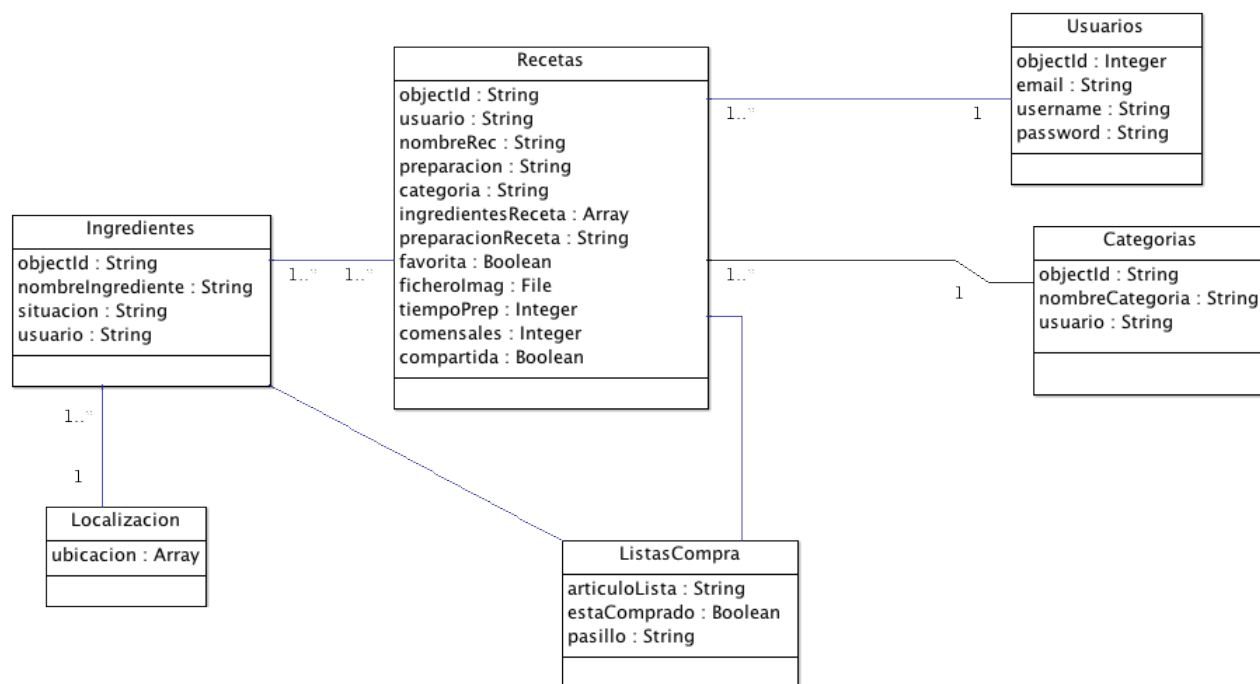 Usuarios
objectId : Integer
email : String
username : String
password : String
Recetas
objectId : String
usuario : String
nombreRec : String
preparacion : String
categoria : String
ingredientesReceta : Array
preparacionReceta : String
favorita : Boolean
ficheroImag : File
tiempoPrep : Integer
comensales : Integer
compartida : Boolean
1..*
1
Ingredientes
objectId : String
nombreIngrediente : String
situacion : String
usuario : String
1..*
1..*
Categorias
objectId : String
nombreCategoria : String
usuario : String
1..*
1
1..*
1
Localizacion
ubicacion : Array
ListasCompra
articuloLista : String
estaComprado : Boolean
pasillo : String